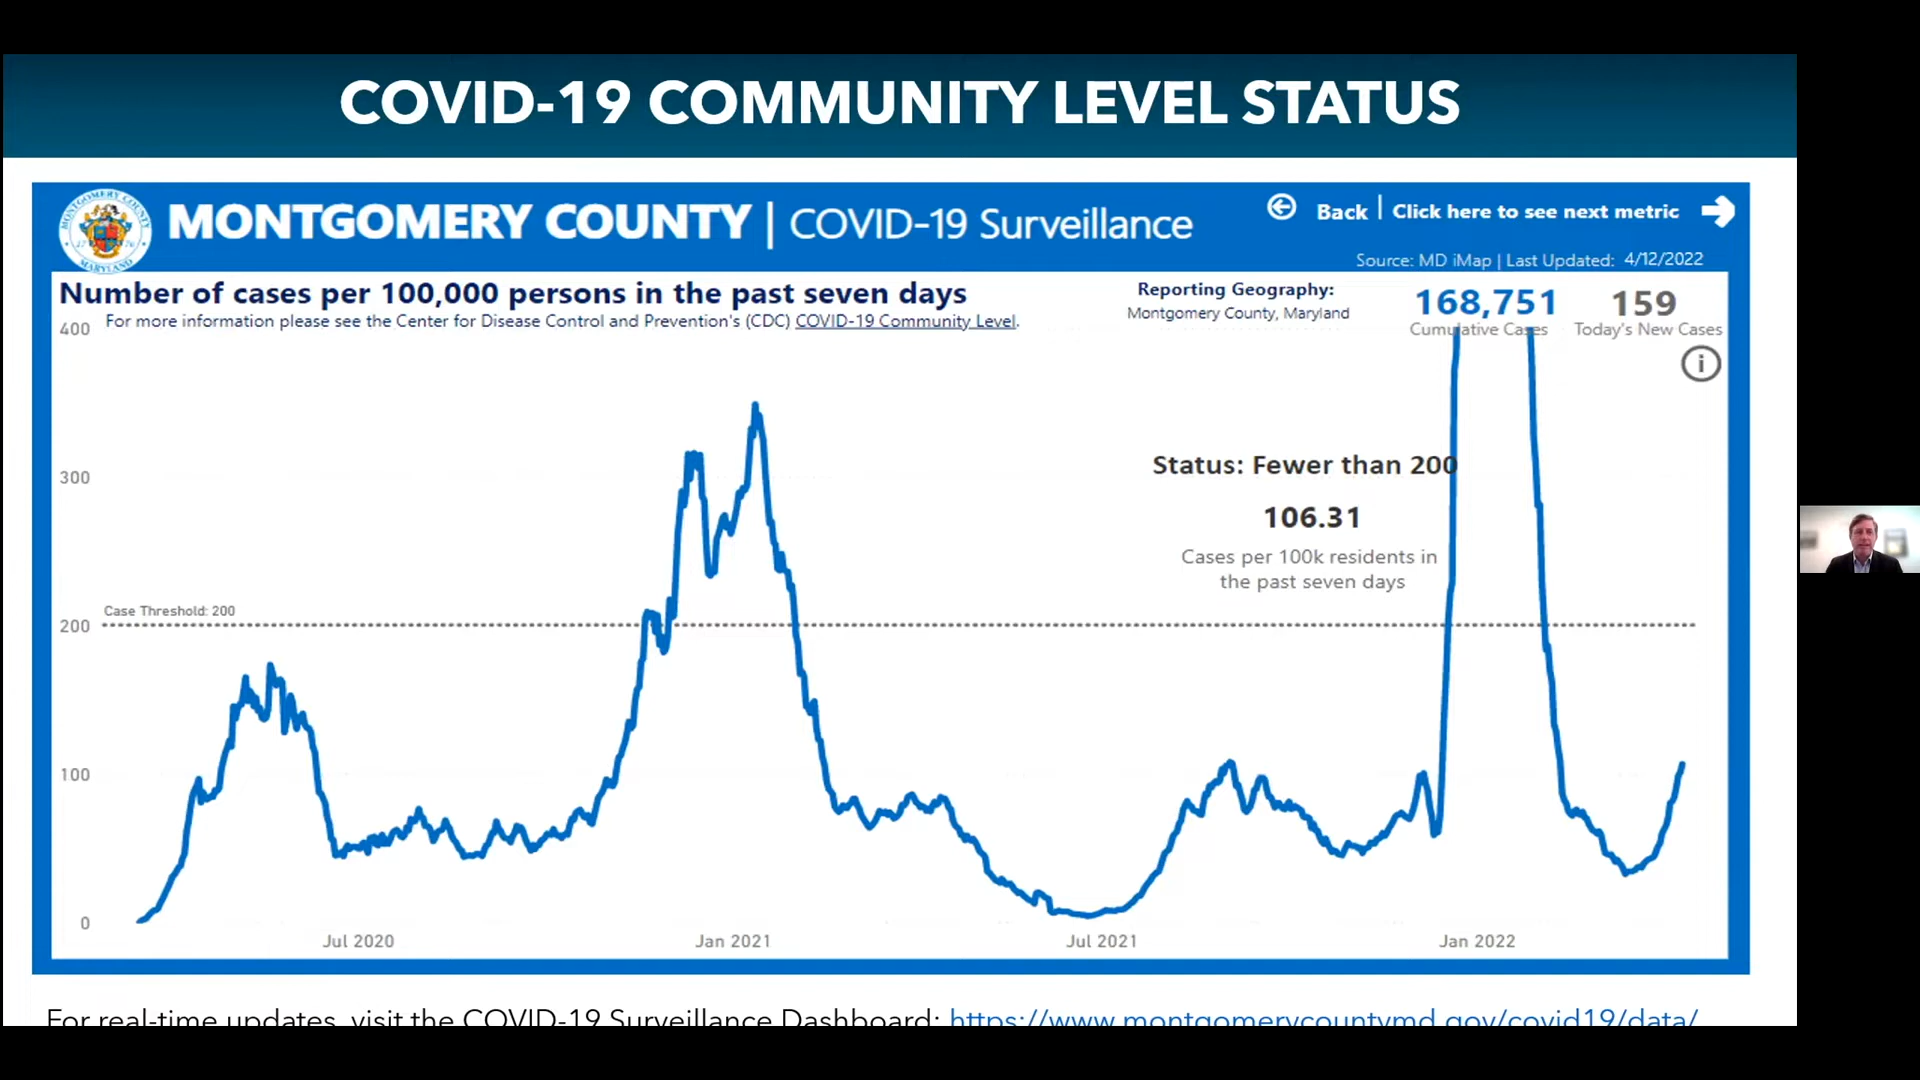 COVID-19 COMMUNITY LEVEL STATUS
MONTGOMERY COUNTY
MARYLAND
MONTGOMERY COUNTY | COVID-19 Surveillance
Back | Click here to see next metric
Source: MD iMap | Last Updated: 4/12/2022
Number of cases per 100,000 persons in the past seven days
For more information please see the Center for Disease Control and Prevention's (CDC) COVID-19 Community Level.
Reporting Geography:
Montgomery County, Maryland
168,751
Cumulative Cases
159
Today's New Cases
i
400
300
200
100
0
Status: Fewer than 200
106.31
Cases per 100k residents in
the past seven days
Case Threshold: 200
Jul 2020
Jan 2021
Jul 2021
Jan 2022
For real-time updates, visit the COVID-19 Surveillance Dashboard: https://www.montgomerycountymd.gov/covid19/data/